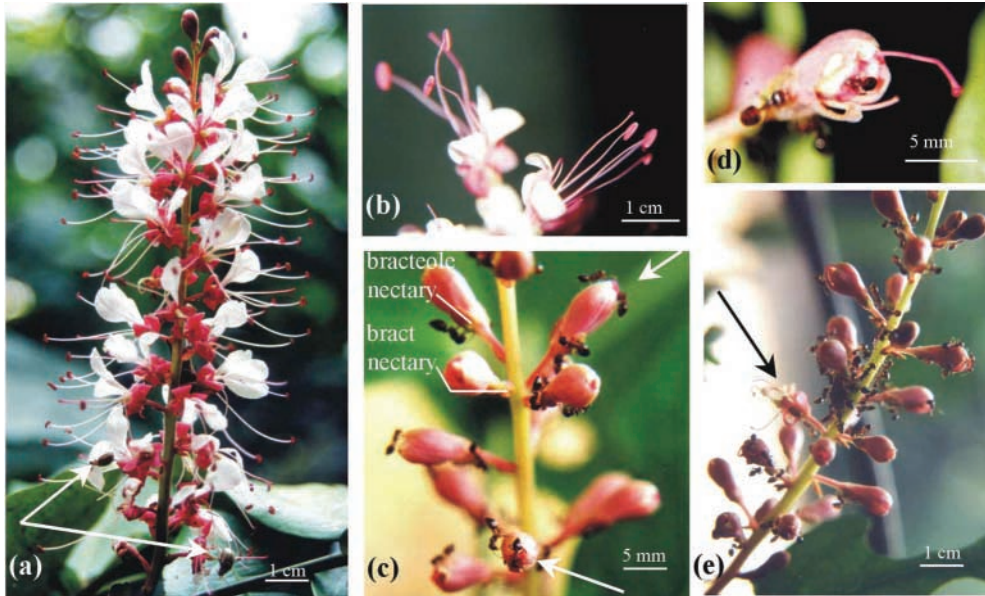 (a)
1 cm
(b)
1 cm
bracteole
nectary
bract
nectary
(c)
5 mm
(d)
5 mm
(e)
1 cm